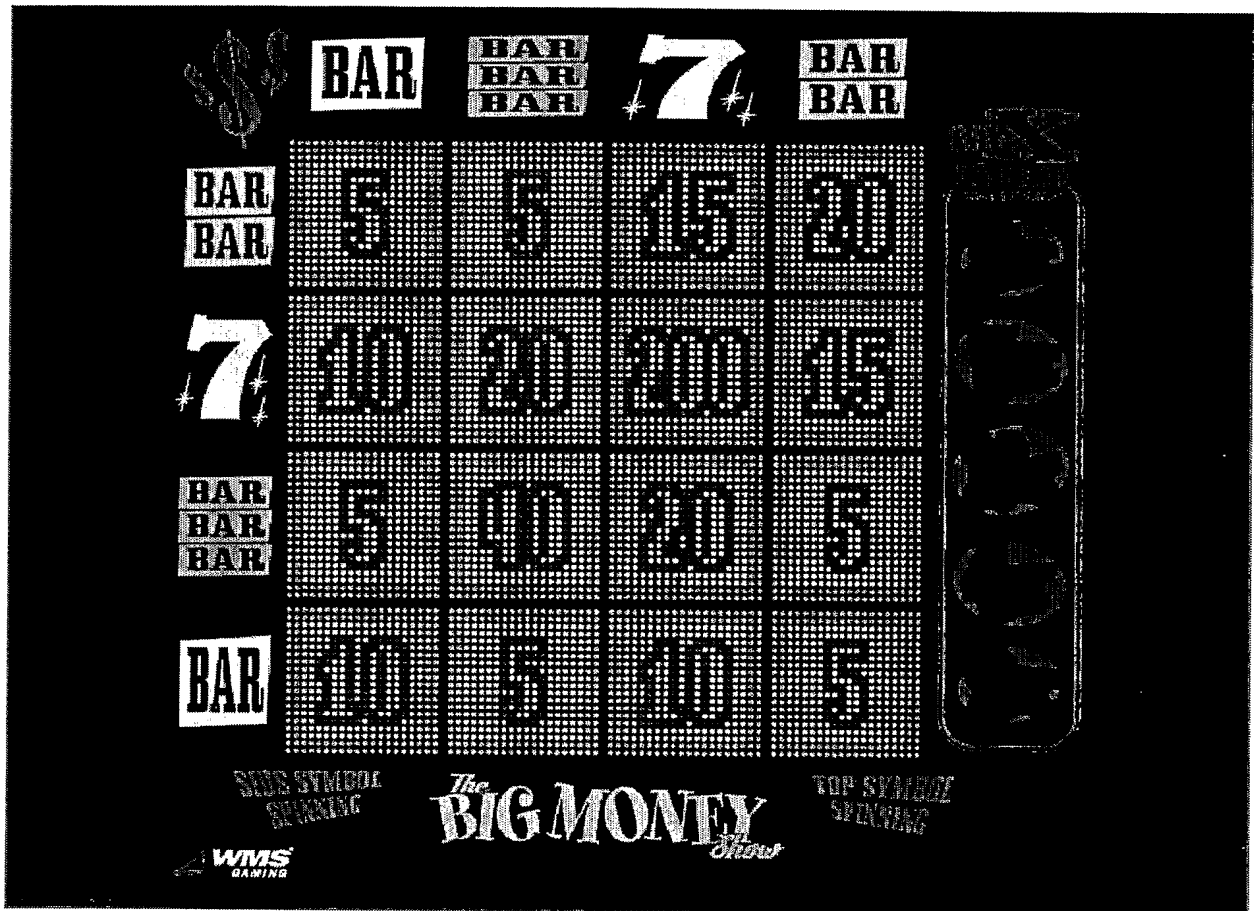 $$$ BAR BAR BAR BAR 7 BAR BAR
BAR BAR 5 5 15 20
7 10 20 200 15
BAR BAR BAR 5 40 20 5
BAR 10 5 10 5
SIDE SYMBOL SPINNING
The BIG MONEY Show
TOP SYMBOL SPINNING
WMS GAMING